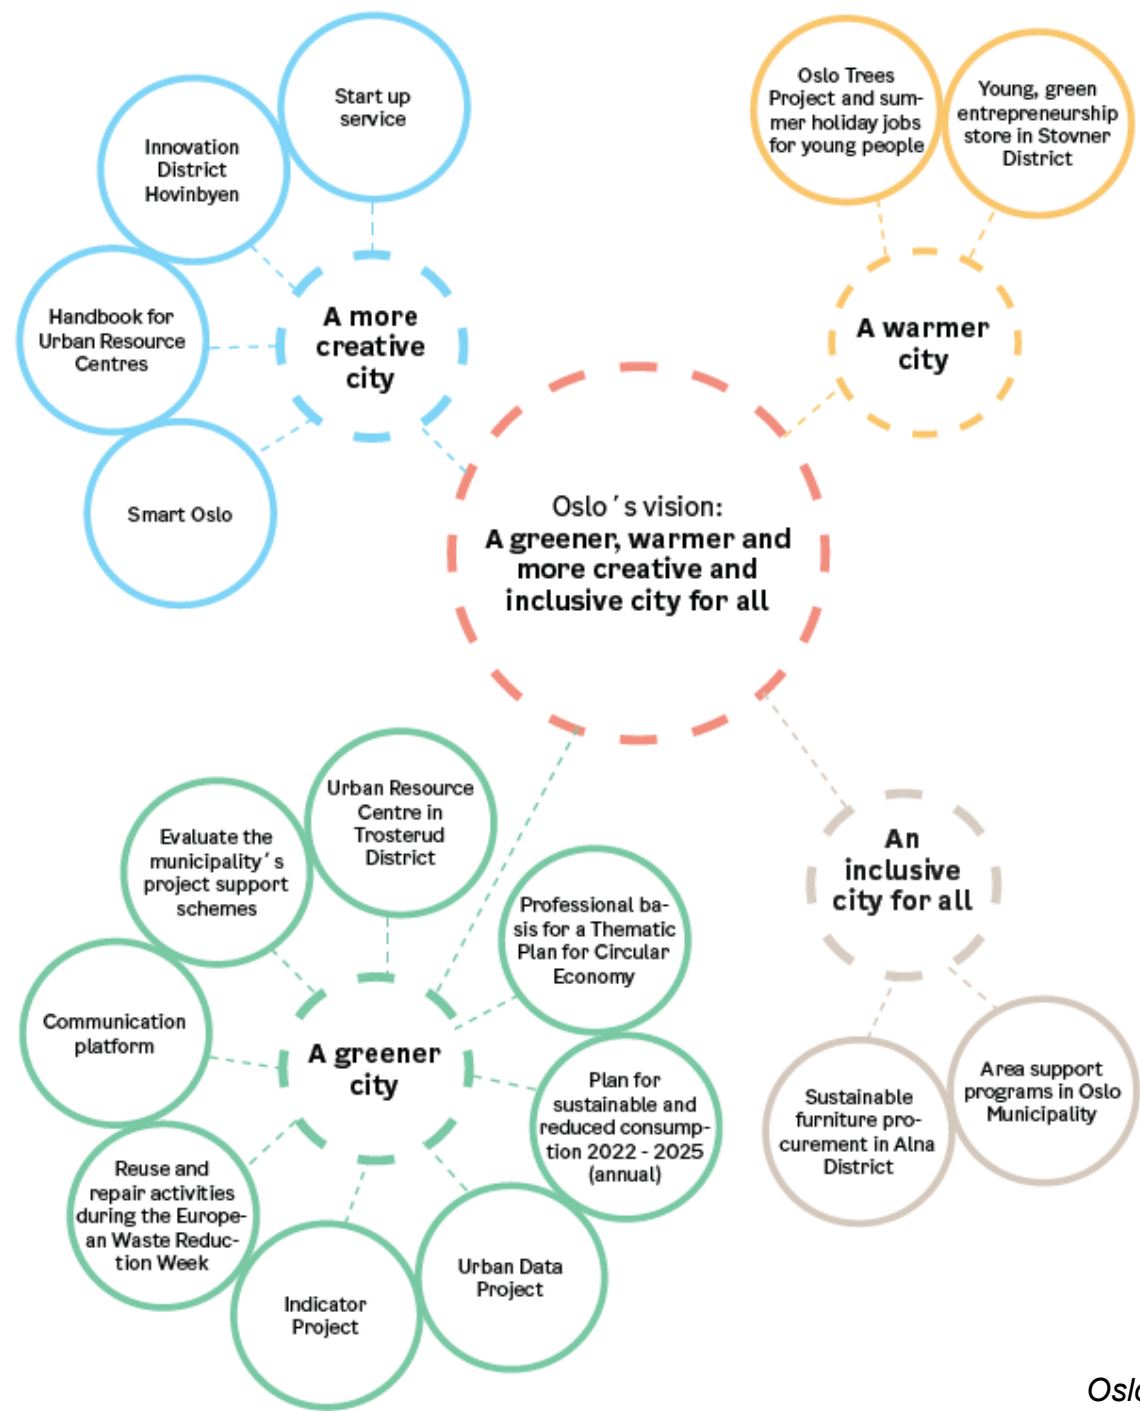 Start up
service
Innovation
District
Hovinbyen
Handbook for
Urban Resource
Centres
Smart Oslo
A more
creative
city
Oslo Trees
Project and sum-
mer holiday jobs
for young people
Young, green
entrepreneurship
store in Stovner
District
A warmer
city
Oslo´s vision:
A greener, warmer and
more creative and
inclusive city for all
Urban Resource
Centre in
Trosterud
District
Evaluate the
municipality´s
project support
schemes
Communication
platform
Reuse and
repair activities
during the Europe-
an Waste Reduc-
tion Week
Indicator
Project
Urban Data
Project
Plan for
sustainable and
reduced consump-
tion 2022 - 2025
(annual)
Professional ba-
sis for a Thematic
Plan for Circular
Economy
A greener
city
An
inclusive
city for all
Sustainable
furniture pro-
curement in Alna
District
Area support
programs in Oslo
Municipality